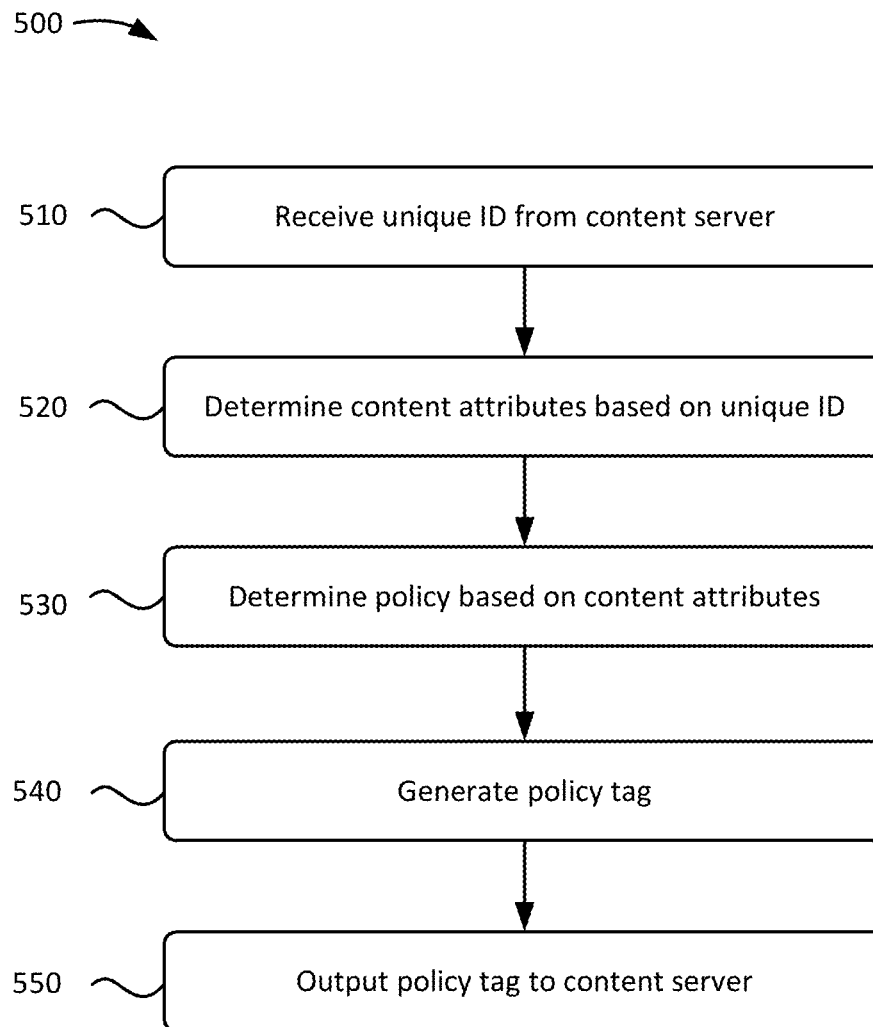 500
510 Receive unique ID from content server
520 Determine content attributes based on unique ID
530 Determine policy based on content attributes
540 Generate policy tag
550 Output policy tag to content server